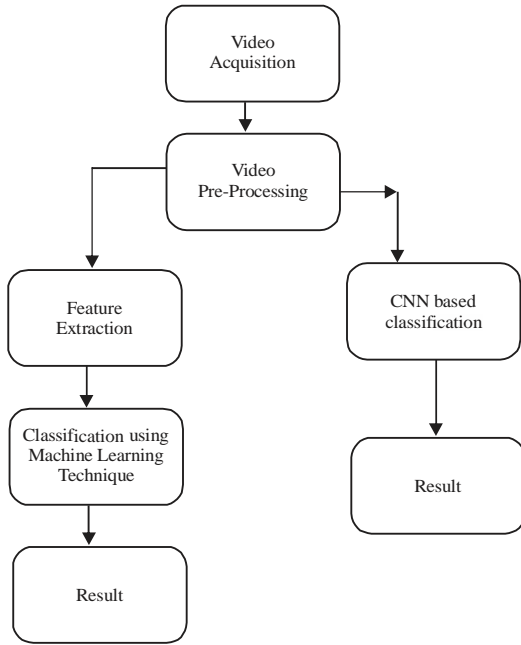 Video
Acquisition
Video
Pre-Processing
Feature
Extraction
CNN based
classification
Classification using
Machine Learning
Technique
Result
Result